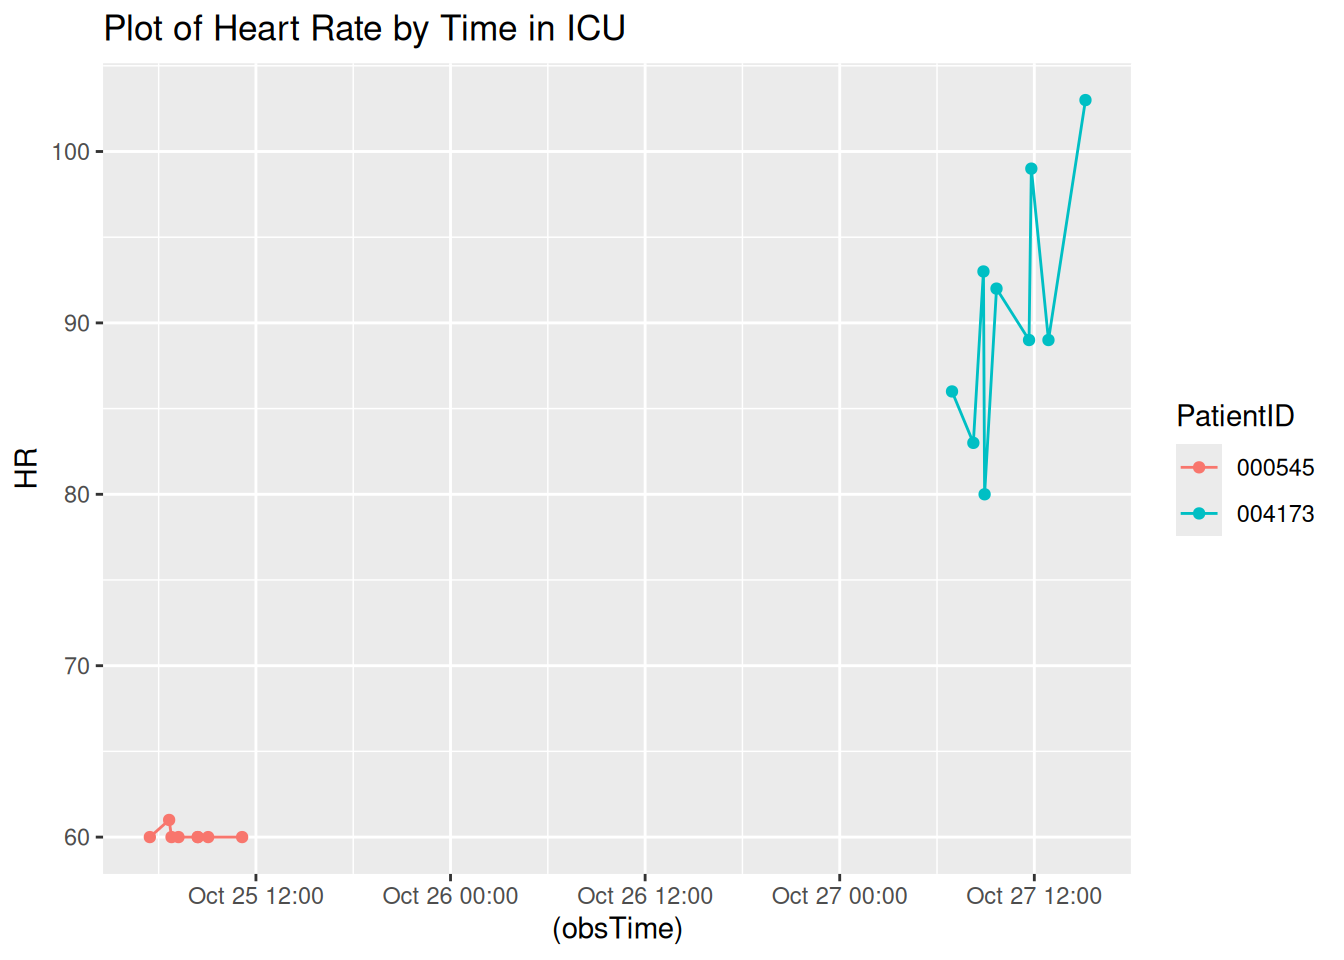 Plot of Heart Rate by Time in ICU
100
90
80
70
60
HR
Oct 25 12:00 Oct 26 00:00 Oct 26 12:00 Oct 27 00:00 Oct 27 12:00
(obsTime)
PatientID
000545
004173